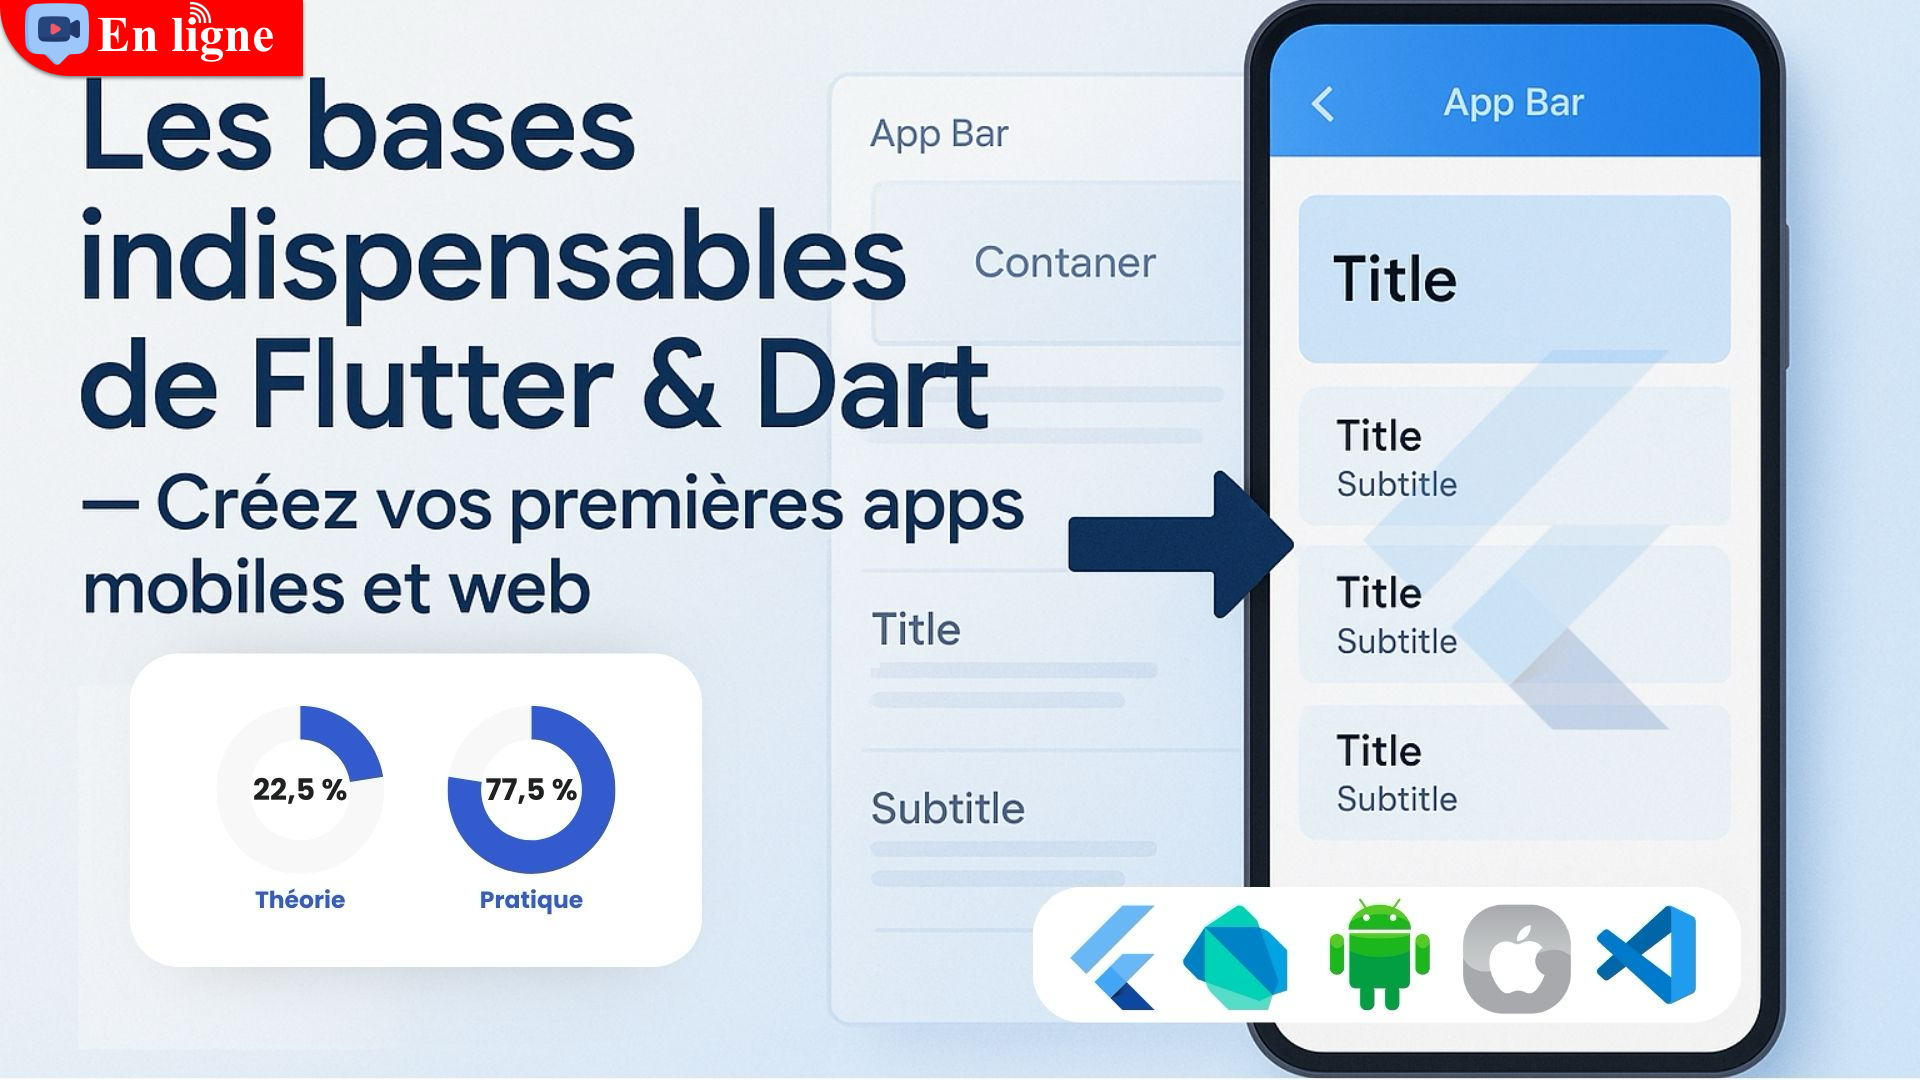 En ligne
Les bases
indispensables
de Flutter & Dart
— Créez vos premières apps
mobiles et web
22,5 %
77,5 %
Théorie
Pratique
App Bar
Contaner
Title
Subtitle
App Bar
Title
Title
Subtitle
Title
Subtitle
Title
Subtitle